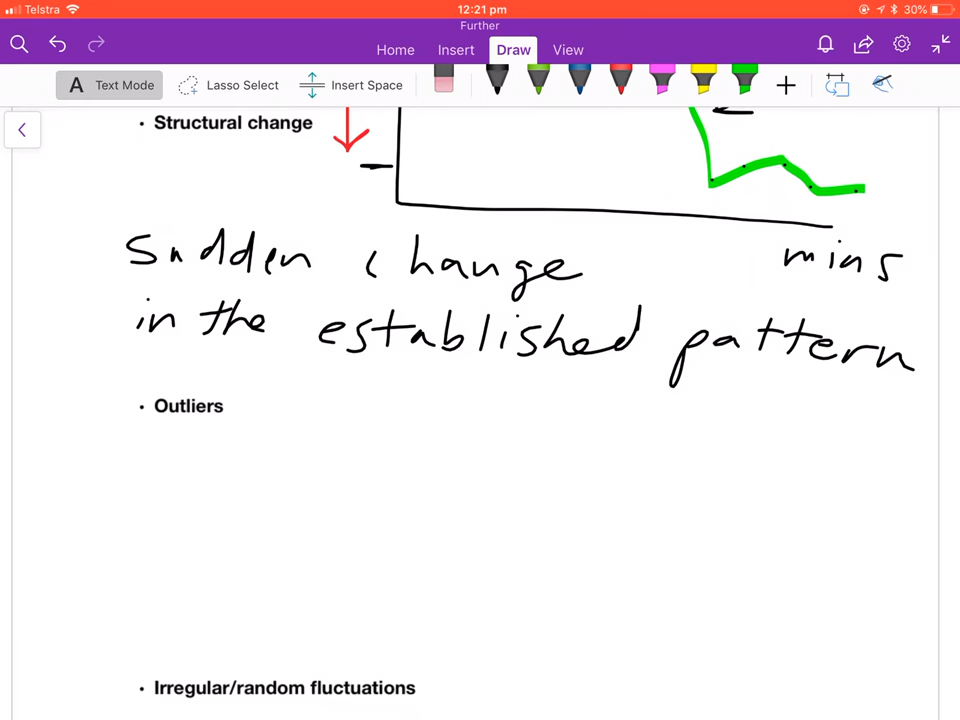 Telstra 12:21 pm 30%
Further
Home Insert Draw View
A Text Mode Lasso Select Insert Space
• Structural change
Sudden change mins
in the established pattern
• Outliers
• Irregular/random fluctuations